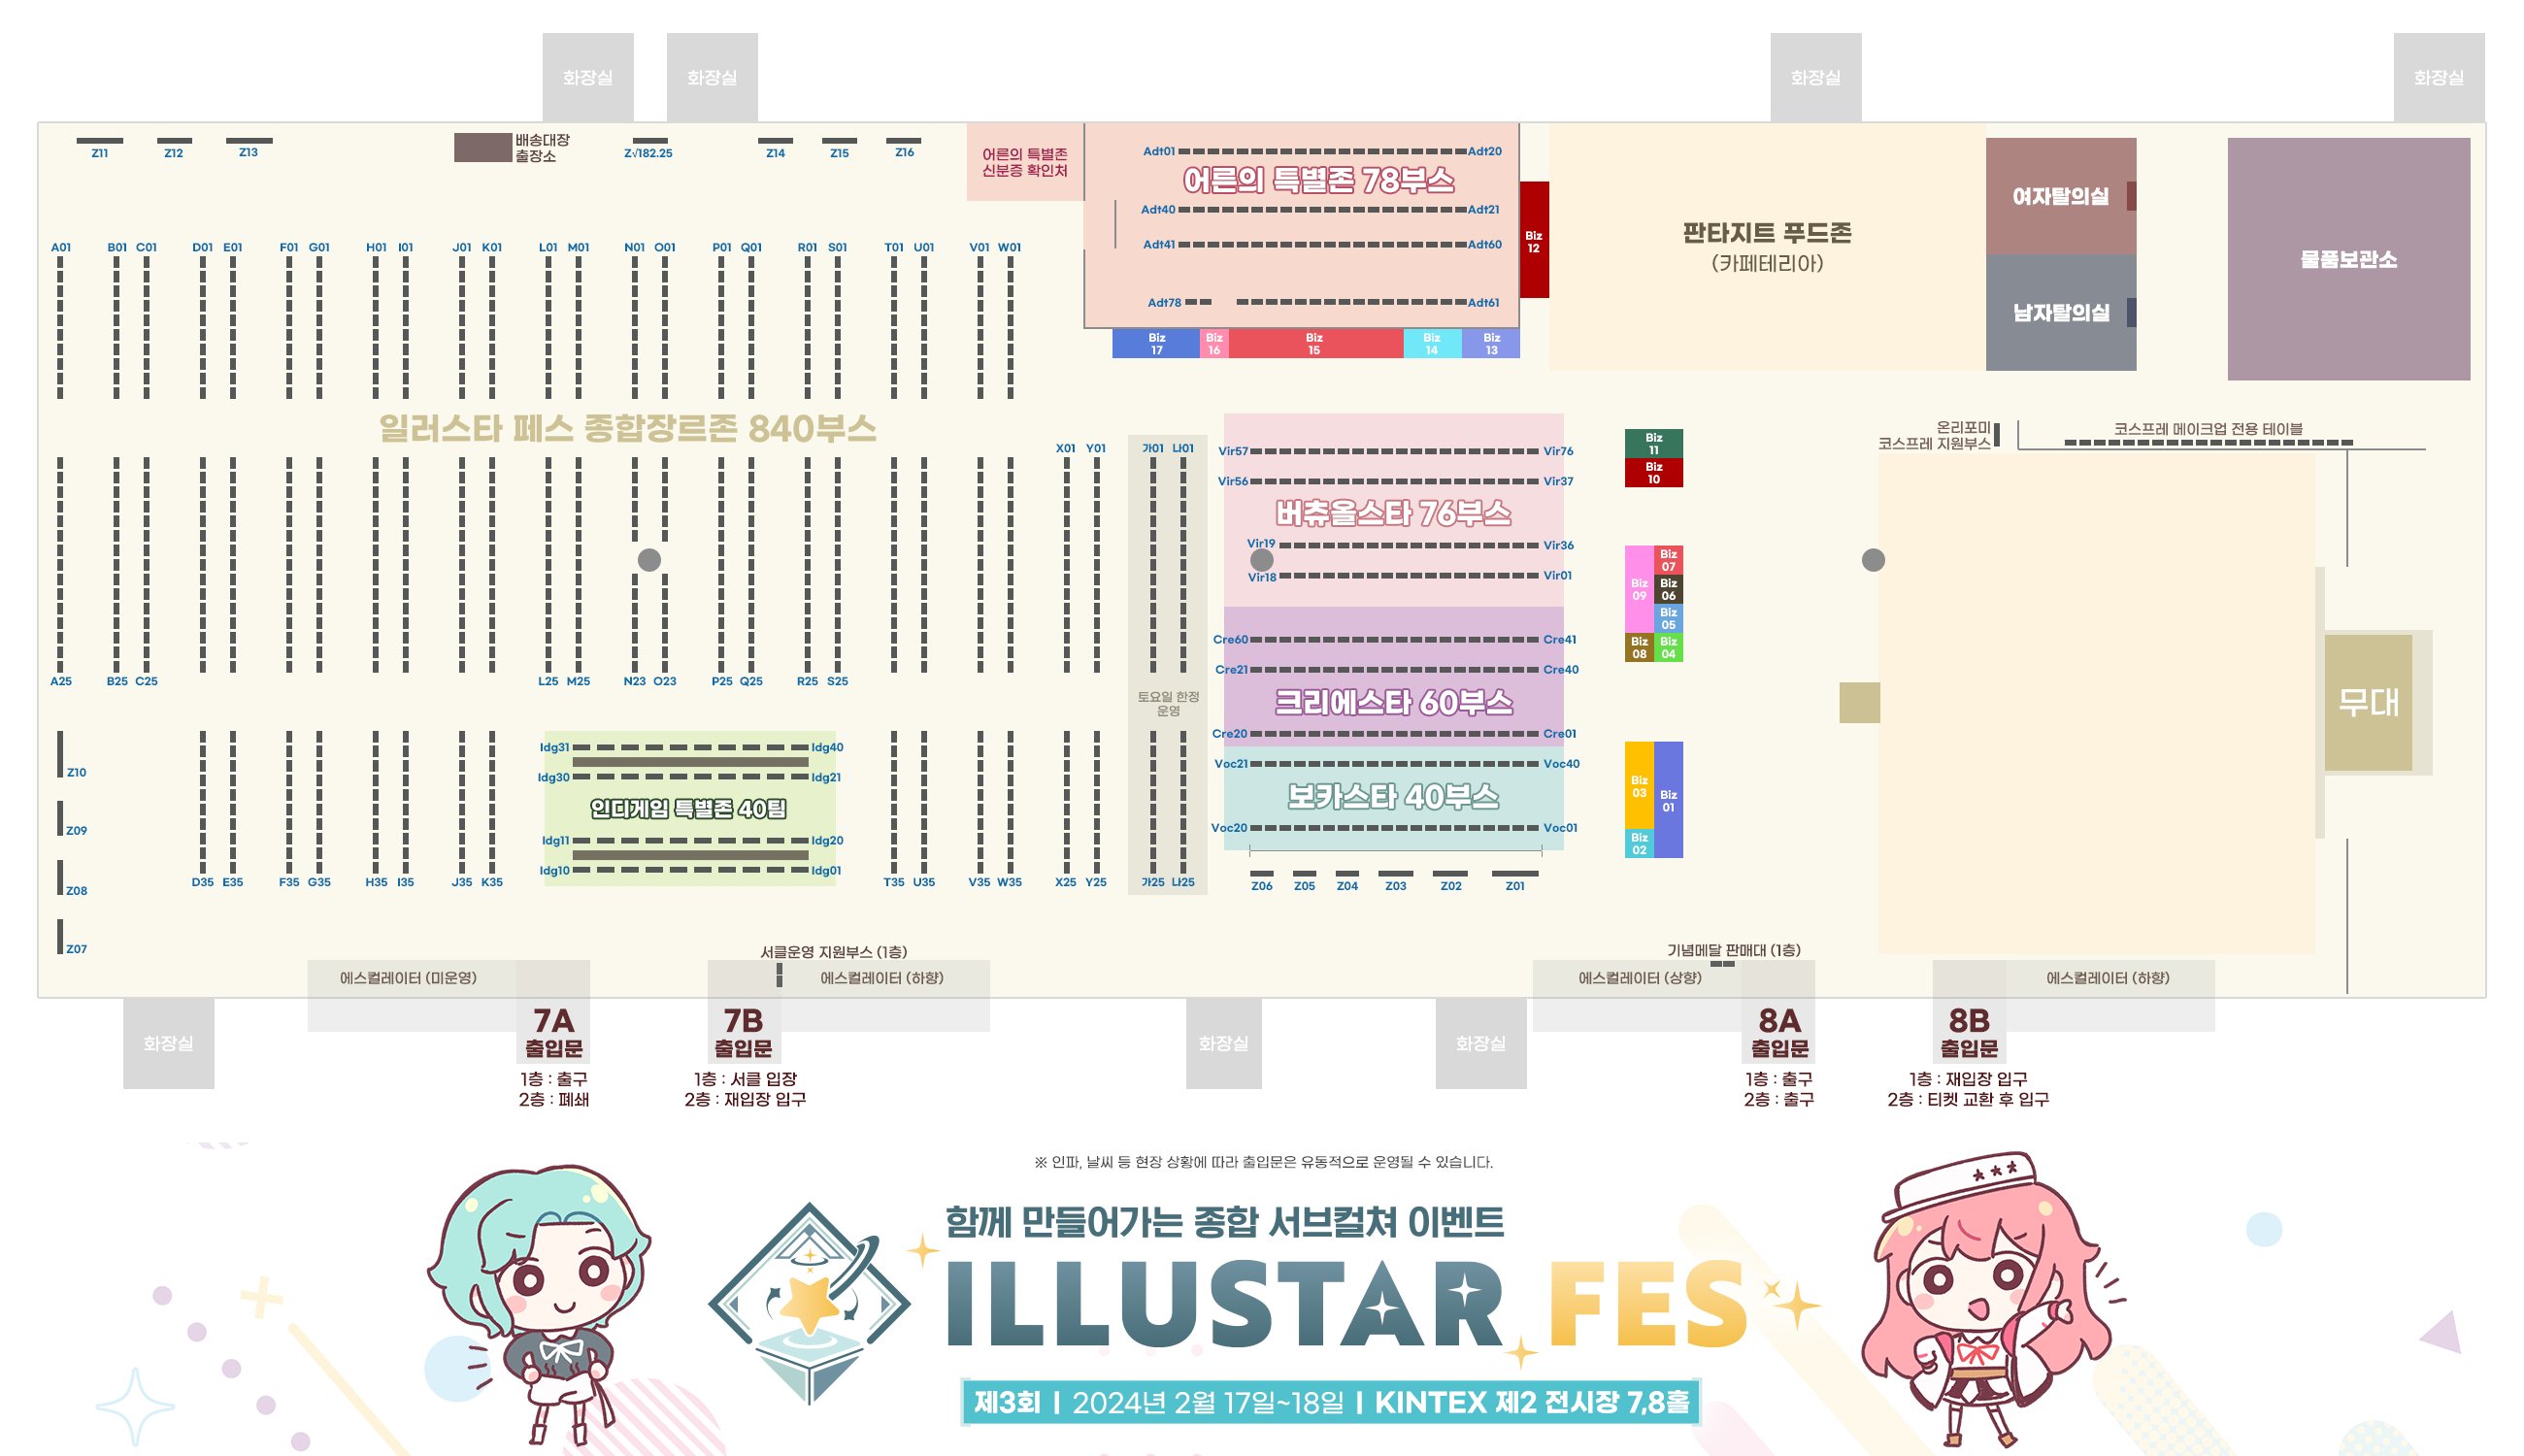 화장실
화장실
화장실
화장실
Z11
Z12
Z13
배송대장
출장소
Z√182.25
Z14
Z15
Z16
어른의 특별존
신분증 확인처
Adt01
Adt20
어른의 특별존 78부스
Adt40
Adt21
Adt41
Adt60
Adt78
Adt61
Biz
12
Biz
17
Biz
16
Biz
15
Biz
14
Biz
13
판타지트 푸드존
(카페테리아)
여자탈의실
남자탈의실
물품보관소
A01
B01 C01
D01 E01
F01 G01
H01 I01
J01 K01
L01 M01
N01 O01
P01 Q01
R01 S01
T01 U01
V01 W01
일러스타 페스 종합장르존 840부스
X01 Y01
가01 나01
Vir57
Vir76
Vir56
Vir37
버츄올스타 76부스
Vir19
Vir36
Vir18
Vir01
Biz
11
Biz
10
온리포미
코스프레 지원부스
코스프레 메이크업 전용 테이블
Biz
09
Biz
07
Biz
06
Biz
05
Biz
08
Biz
04
Cre60
Cre41
Cre21
Cre40
크리에스타 60부스
Cre20
Cre01
A25
B25 C25
L25 M25
N23 O23
P25 Q25
R25 S25
토요일 한정
운영
무대
Voc21
Voc40
보카스타 40부스
Voc20
Voc01
Biz
03
Biz
01
Biz
02
Z10
Z09
Z08
Z07
Idg31
Idg40
Idg30
Idg21
인디게임 특별존 40팀
Idg11
Idg20
Idg10
Idg01
D35 E35
F35 G35
H35 I35
J35 K35
T35 U35
V35 W35
X25 Y25
가25 나25
Z06
Z05
Z04
Z03
Z02
Z01
서클운영 지원부스 (1층)
기념메달 판매대 (1층)
에스컬레이터 (미운영)
에스컬레이터 (하향)
에스컬레이터 (상향)
에스컬레이터 (하향)
화장실
7A
출입문
1층 : 출구
2층 : 폐쇄
7B
출입문
1층 : 서클 입장
2층 : 재입장 입구
화장실
화장실
8A
출입문
1층 : 출구
2층 : 출구
8B
출입문
1층 : 재입장 입구
2층 : 티켓 교환 후 입구
※ 인파, 날씨 등 현장 상황에 따라 출입문은 유동적으로 운영될 수 있습니다.
함께 만들어가는 종합 서브컬쳐 이벤트
ILLUSTAR FES
제3회 | 2024년 2월 17일~18일 | KINTEX 제2 전시장 7,8홀